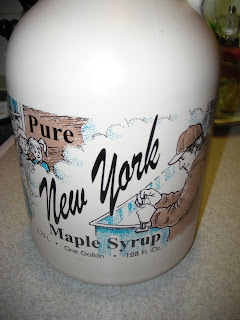 Pure
New York
Maple Syrup
One Gallon • 128 Fl. Oz.